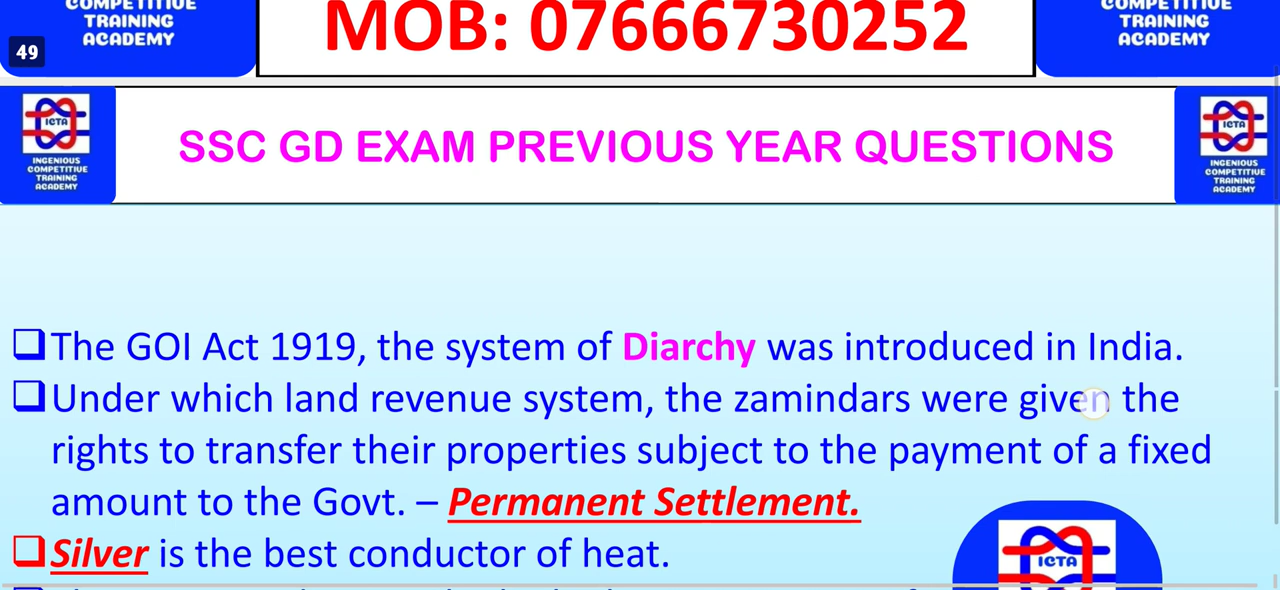 COMPETITIVE
TRAINING
ACADEMY
49
MOB: 07666730252
COMPETITIVE
TRAINING
ACADEMY
ICTA
INGENIOUS
COMPETITIVE
TRAINING
ACADEMY
SSC GD EXAM PREVIOUS YEAR QUESTIONS
ICTA
INGENIOUS
COMPETITIVE
TRAINING
ACADEMY
The GOI Act 1919, the system of Diarchy was introduced in India.
Under which land revenue system, the zamindars were given the
rights to transfer their properties subject to the payment of a fixed
amount to the Govt. – Permanent Settlement.
Silver is the best conductor of heat.
ICTA